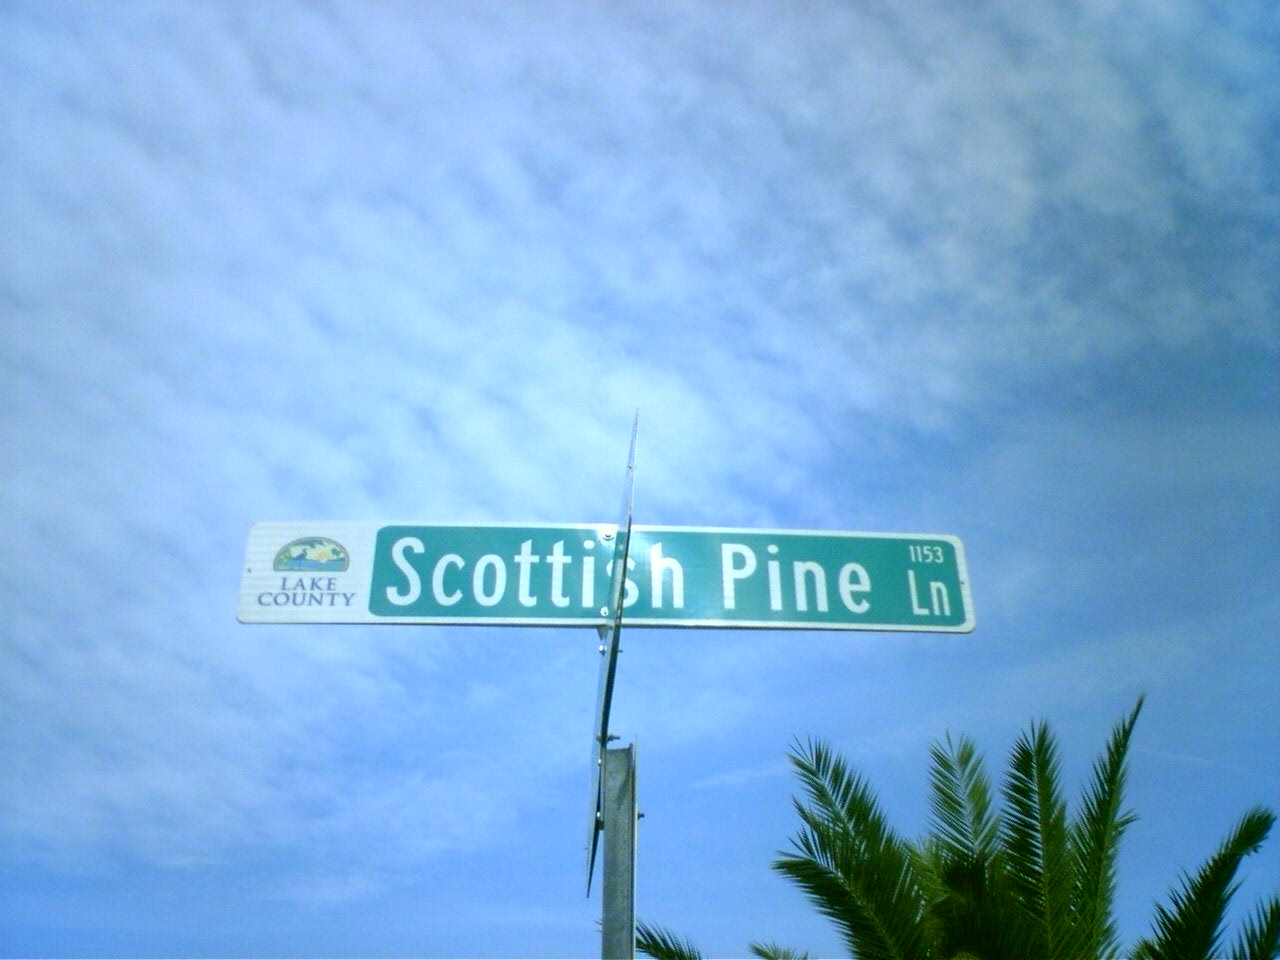 LAKE
COUNTY
Scottish Pine Ln
1153